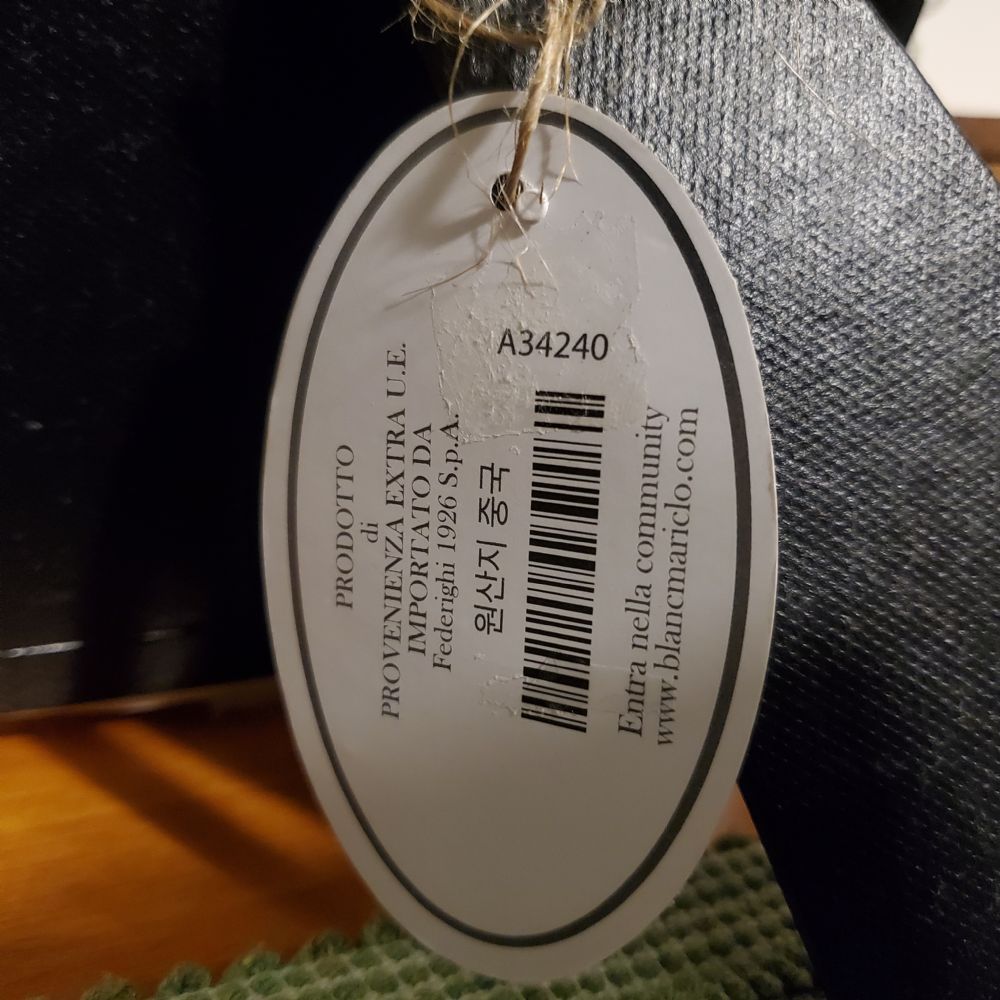 A34240
PRODOTTO
di
PROVENIENZA EXTRA U.E.
IMPORTATO DA
Federighi 1926 S.p.A.
원산지 중국
Entra nella community
www.blancmariclo.com